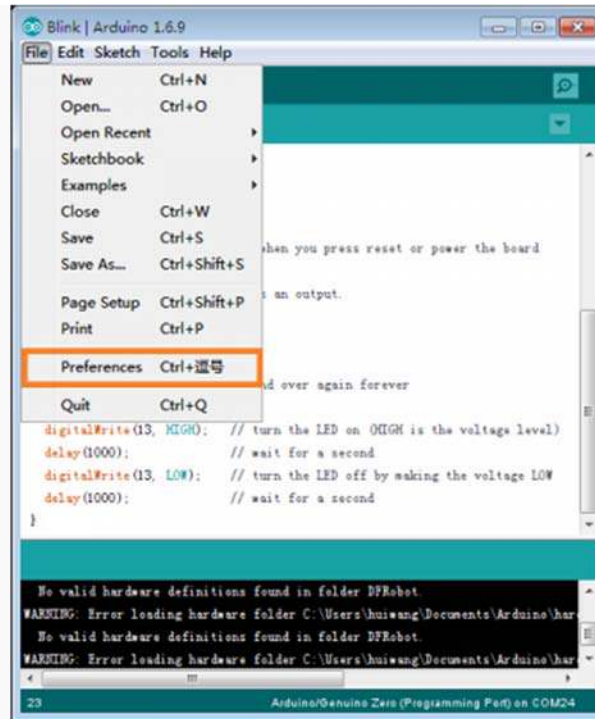 Blink | Arduino 1.6.9
File Edit Sketch Tools Help
New Ctrl+N
Open... Ctrl+O
Open Recent
Sketchbook
Examples
Close Ctrl+W
Save Ctrl+S
Save As... Ctrl+Shift+S
when you press reset or power the board
Page Setup Ctrl+Shift+P
an output.
Print Ctrl+P
Preferences Ctrl+逗号
over again forever
Quit Ctrl+Q
digitalWrite(13, HIGH); // turn the LED on (HIGH is the voltage level)
delay(1000); // wait for a second
digitalWrite(13, LOW); // turn the LED off by making the voltage LOW
delay(1000); // wait for a second
}
No valid hardware definitions found in folder DFRobot.
WARNING: Error loading hardware folder C:\Users\huiwang\Documents\Arduino\har
No valid hardware definitions found in folder DFRobot.
WARNING: Error loading hardware folder C:\Users\huiwang\Documents\Arduino\har
23 Arduino/Genuino Zero (Programming Port) on COM24